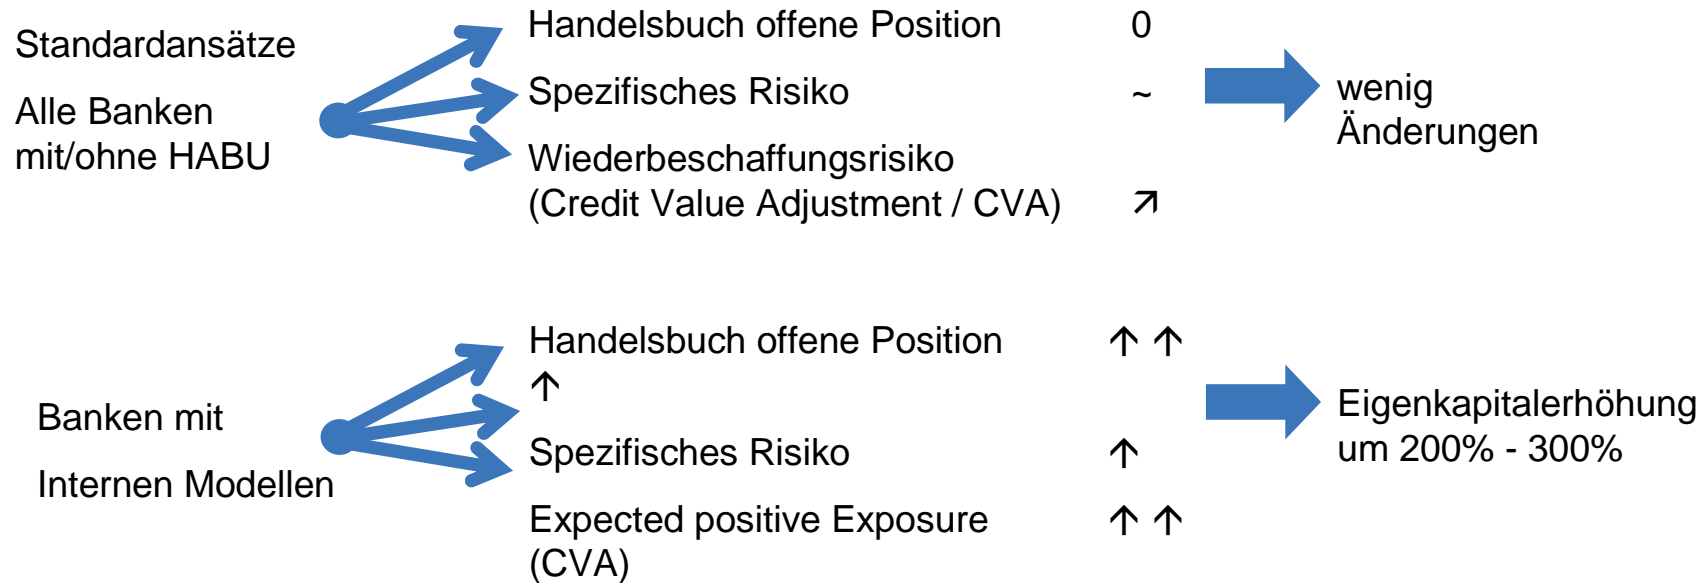 Standardansätze
Alle Banken
mit/ohne HABU
Handelsbuch offene Position 0
Spezifisches Risiko ~
Wiederbeschaffungsrisiko
(Credit Value Adjustment / CVA) ↗
wenig
Änderungen
Banken mit
Internen Modellen
Handelsbuch offene Position ↑ ↑
↑
Spezifisches Risiko ↑
Expected positive Exposure ↑ ↑
(CVA)
Eigenkapitalerhöhung
um 200% - 300%